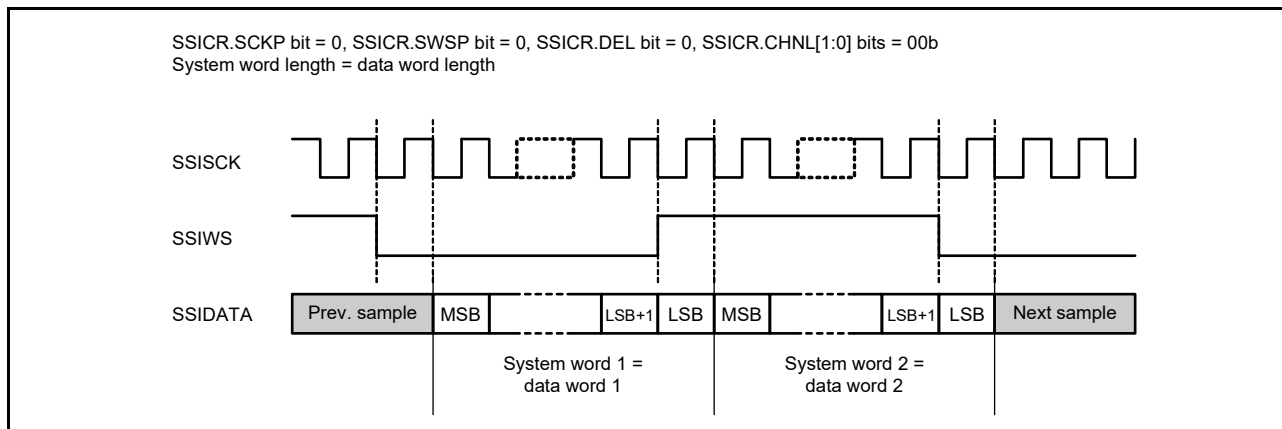 SSICR.SCKP bit = 0, SSICR.SWSP bit = 0, SSICR.DEL bit = 0, SSICR.CHNL[1:0] bits = 00b
System word length = data word length
SSISCK
SSIWS
SSIDATA
Prev. sample
MSB
LSB+1
LSB
MSB
LSB+1
LSB
Next sample
System word 1 =
data word 1
System word 2 =
data word 2